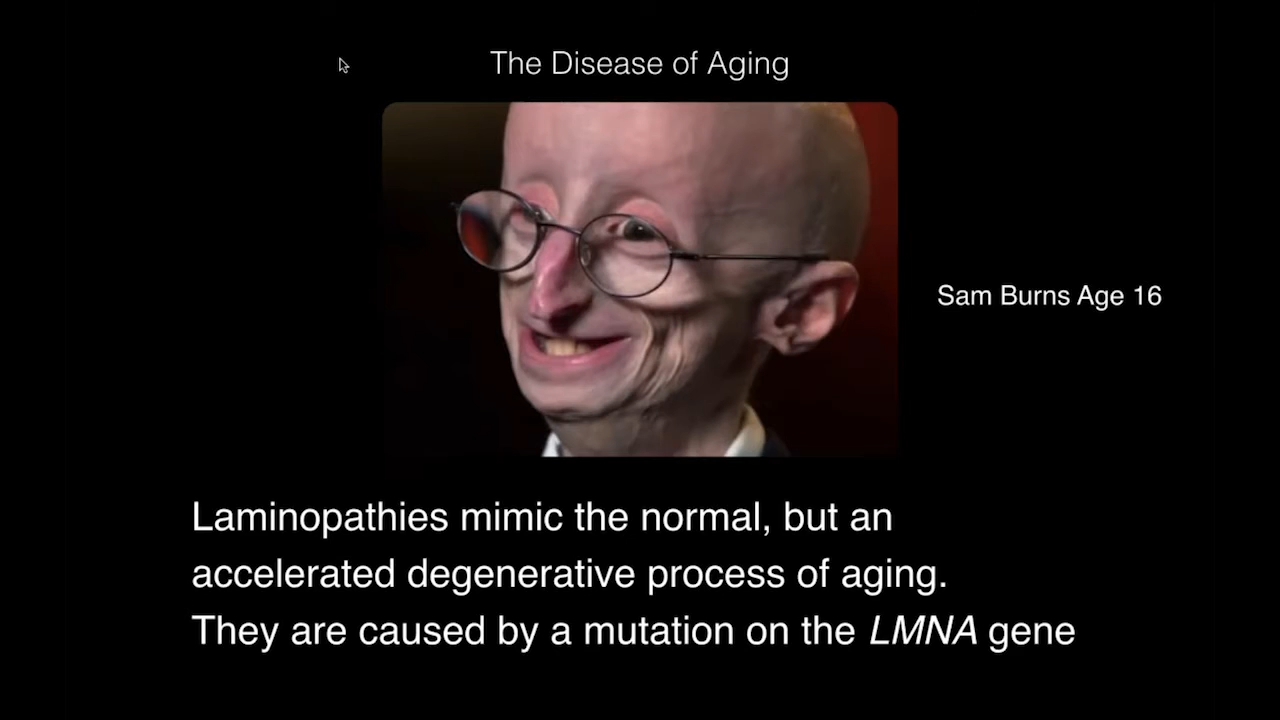 The Disease of Aging
Sam Burns Age 16
Laminopathies mimic the normal, but an
accelerated degenerative process of aging.
They are caused by a mutation on the LMNA gene